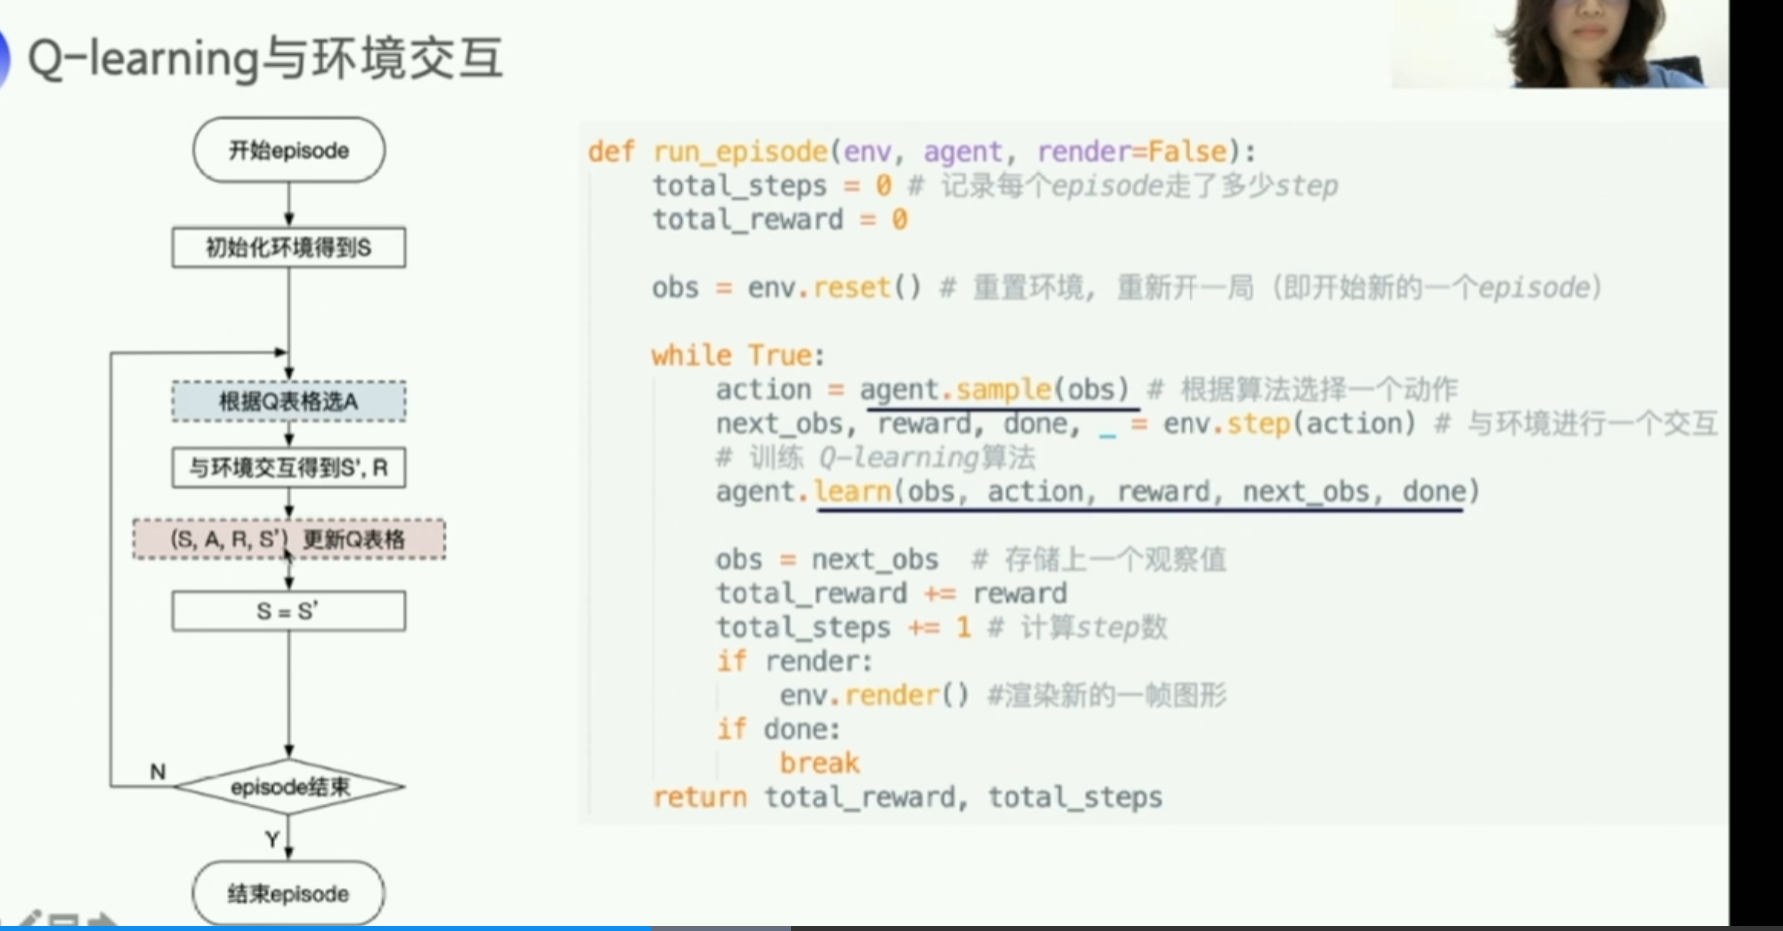 Q-learning与环境交互
开始episode
初始化环境得到S
根据Q表格选A
与环境交互得到S', R
(S, A, R, S') 更新Q表格
S = S'
N
episode结束
Y
结束episode
def run_episode(env, agent, render=False):
total_steps = 0 # 记录每个episode走了多少step
total_reward = 0
obs = env.reset() # 重置环境, 重新开一局（即开始新的一个episode）
while True:
action = agent.sample(obs) # 根据算法选择一个动作
next_obs, reward, done, _ = env.step(action) # 与环境进行一个交互
# 训练 Q-learning算法
agent.learn(obs, action, reward, next_obs, done)
obs = next_obs # 存储上一个观察值
total_reward += reward
total_steps += 1 # 计算step数
if render:
env.render() #渲染新的一帧图形
if done:
break
return total_reward, total_steps